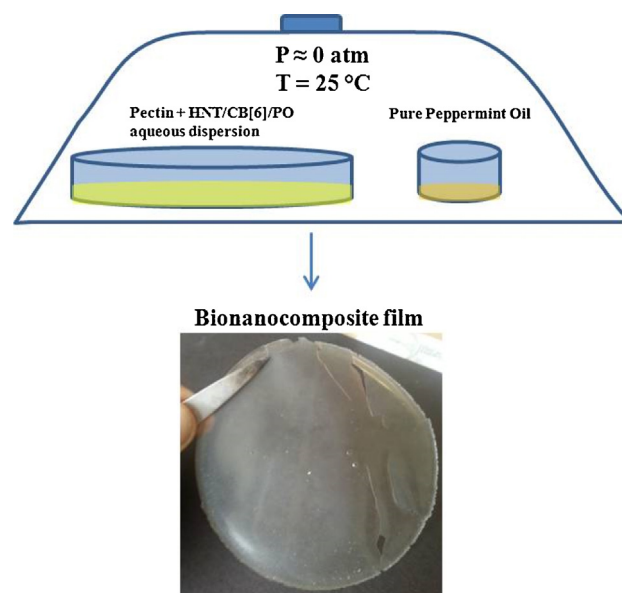 P ≈ 0 atm
T = 25 °C
Pectin + HNT/CB[6]/PO
aqueous dispersion
Pure Peppermint Oil
Bionanocomposite film